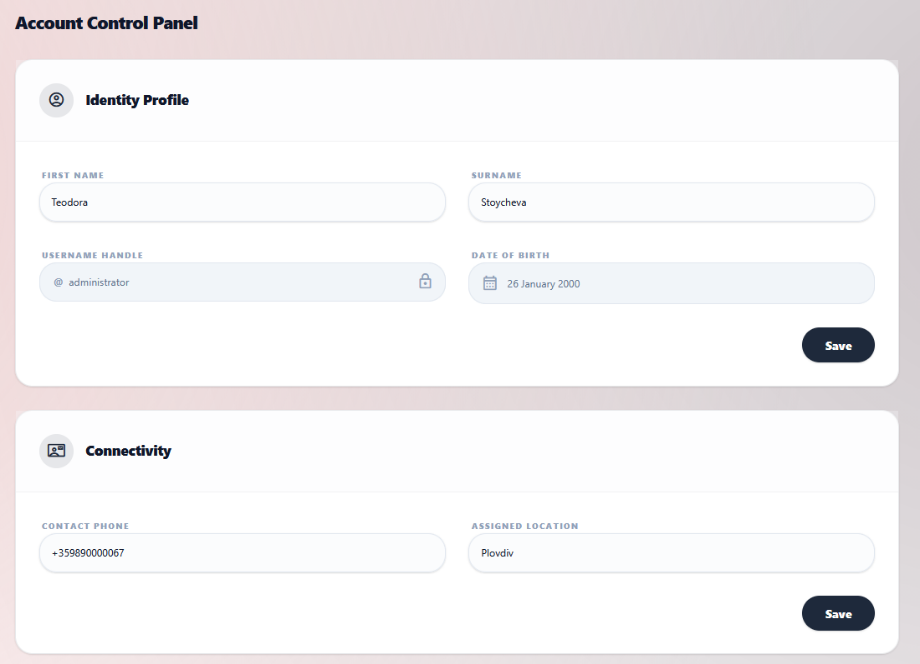 Account Control Panel
Identity Profile
FIRST NAME SURNAME
Teodora Stoycheva
USERNAME HANDLE DATE OF BIRTH
@ administrator 26 January 2000
Save
Connectivity
CONTACT PHONE ASSIGNED LOCATION
+359890000067 Plovdiv
Save